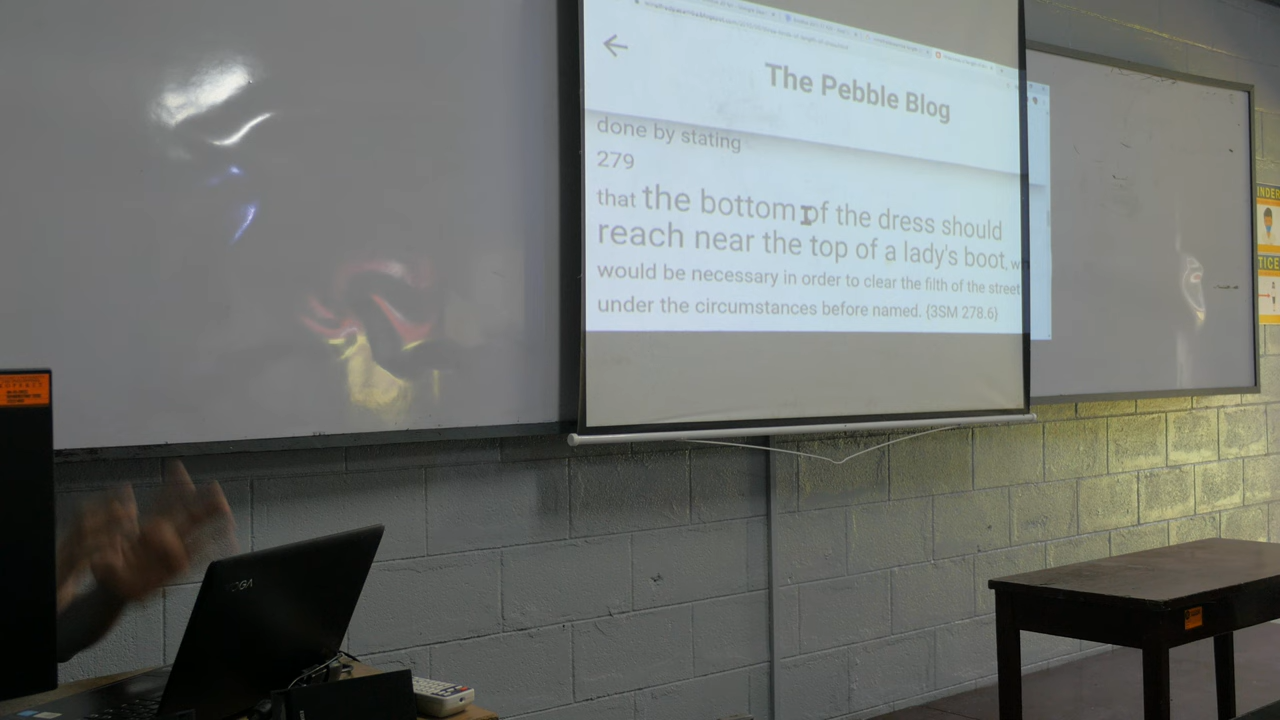 The Pebble Blog
done by stating
279
that the bottom of the dress should
reach near the top of a lady's boot,
would be necessary in order to clear the filth of the street
under the circumstances before named. {3SM 278.6}
YOGA